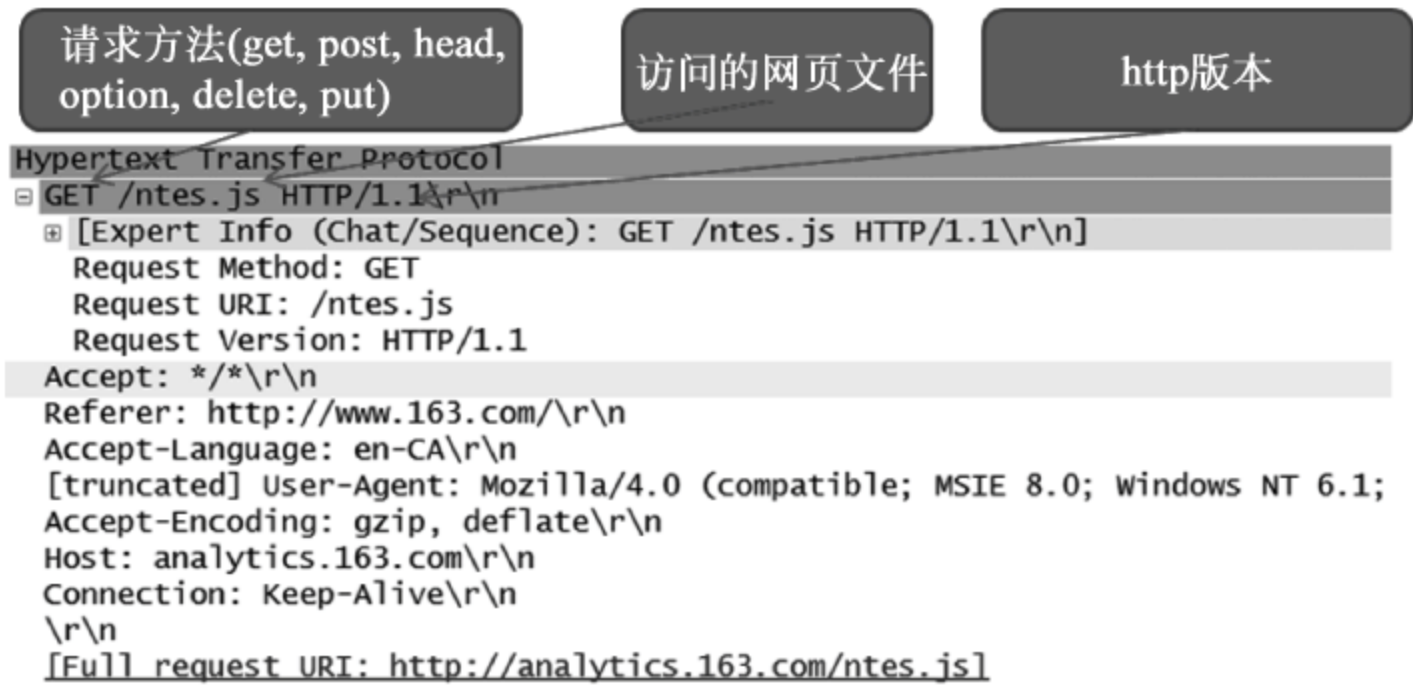 请求方法(get, post, head,
option, delete, put)
访问的网页文件
http版本
Hypertext Transfer Protocol
GET /ntes.js HTTP/1.1\r\n
[Expert Info (Chat/Sequence): GET /ntes.js HTTP/1.1\r\n]
Request Method: GET
Request URI: /ntes.js
Request Version: HTTP/1.1
Accept: */*\r\n
Referer: http://www.163.com/\r\n
Accept-Language: en-CA\r\n
[truncated] User-Agent: Mozilla/4.0 (compatible; MSIE 8.0; Windows NT 6.1;
Accept-Encoding: gzip, deflate\r\n
Host: analytics.163.com\r\n
Connection: Keep-Alive\r\n
\r\n
[Full request URI: http://analytics.163.com/ntes.js]